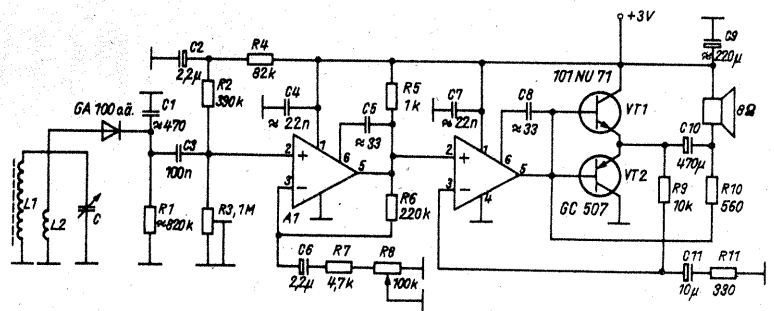 +3V
C9
≈220µ
C2
2,2µ
R4
82k
101 NU 71
GA 100 o.ä.
C1
≈470
R2
390k
C4
≈22n
R5
1k
C5
≈33
C7
≈22n
C8
≈33
VT1
8Ω
C3
100n
1
6
2
+
3
−
5
A1
1
6
2
+
3
−
5
4
C10
470µ
VT2
GC 507
L1
L2
C
R1
≈820k
R3, 1M
R6
220k
R9
10k
R10
560
C6
2,2µ
R7
4,7k
R8
100k
C11
10µ
R11
330